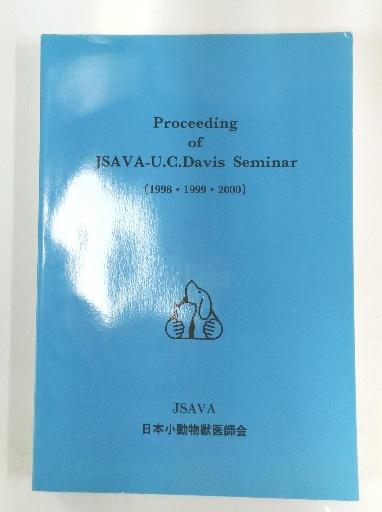 Proceeding
of
JSAVA-U.C.Davis Seminar
(1998・1999・2000)
JSAVA
日本小動物獣医師会